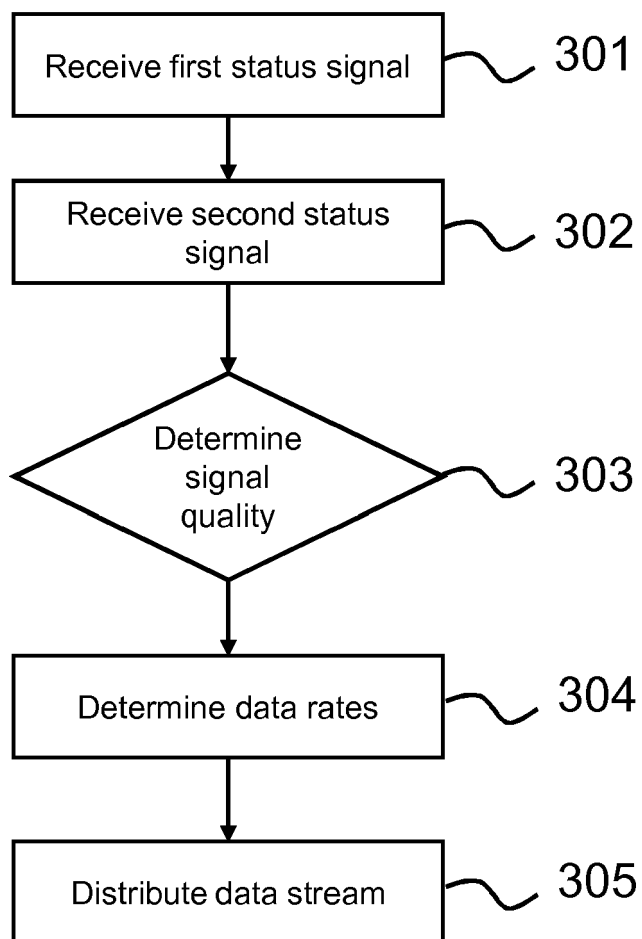 Receive first status signal
301
Receive second status
signal
302
Determine
signal
quality
303
Determine data rates
304
Distribute data stream
305